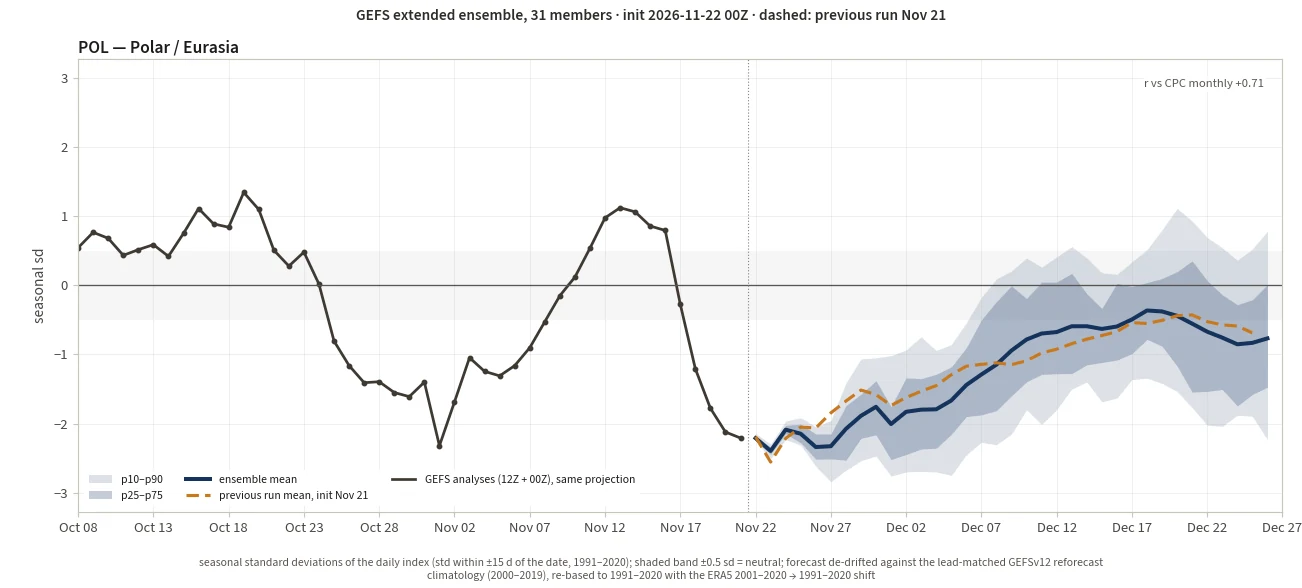 GEFS extended ensemble, 31 members · init 2026-11-22 00Z · dashed: previous run Nov 21
POL — Polar / Eurasia
r vs CPC monthly +0.71
seasonal sd
3
2
1
0
−1
−2
−3
p10–p90
p25–p75
ensemble mean
previous run mean, init Nov 21
GEFS analyses (12Z + 00Z), same projection
Oct 08
Oct 13
Oct 18
Oct 23
Oct 28
Nov 02
Nov 07
Nov 12
Nov 17
Nov 22
Nov 27
Dec 02
Dec 07
Dec 12
Dec 17
Dec 22
Dec 27
seasonal standard deviations of the daily index (std within ±15 d of the date, 1991–2020); shaded band ±0.5 sd = neutral; forecast de-drifted against the lead-matched GEFSv12 reforecast
climatology (2000–2019), re-based to 1991–2020 with the ERA5 2001–2020 → 1991–2020 shift